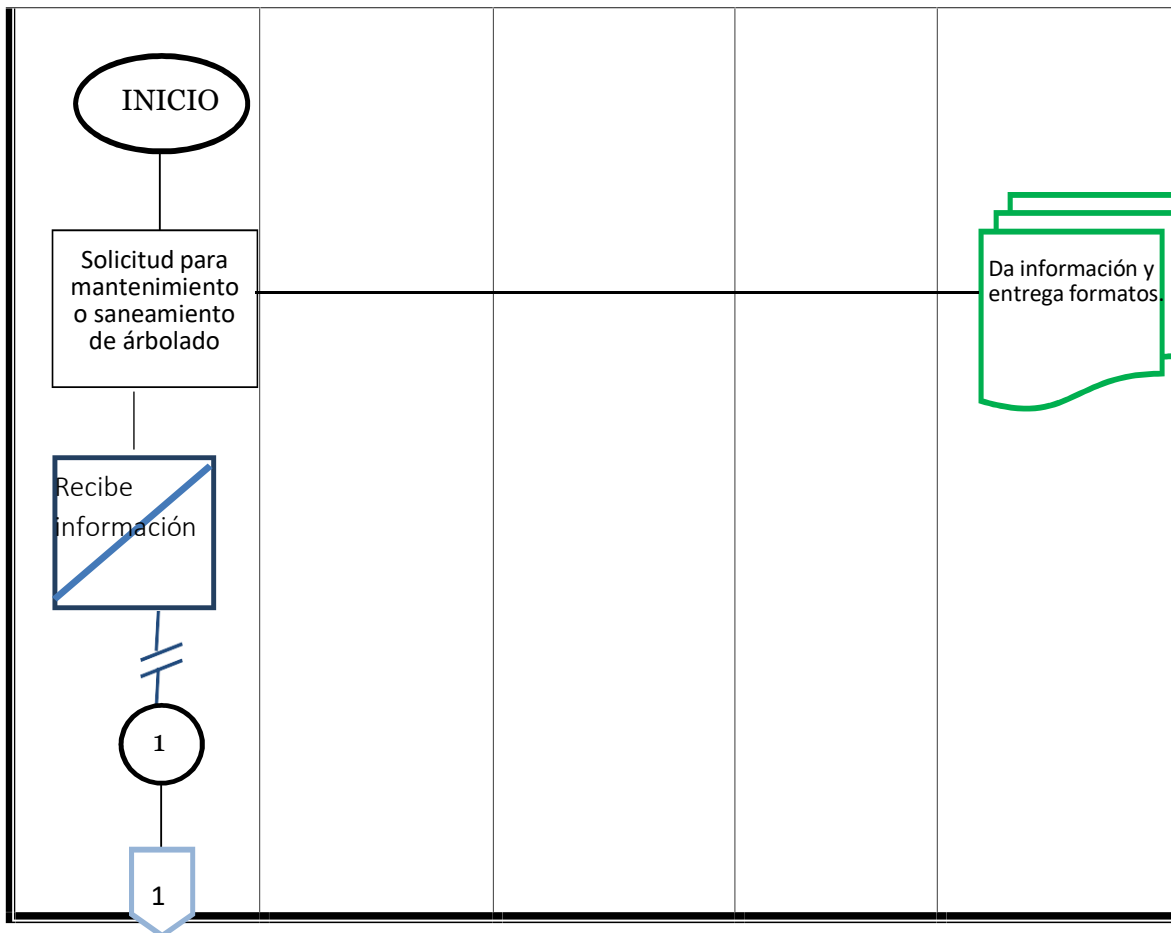 INICIO
Solicitud para
mantenimiento
o saneamiento
de árbolado
Da información y
entrega formatos.
Recibe
información
1
1